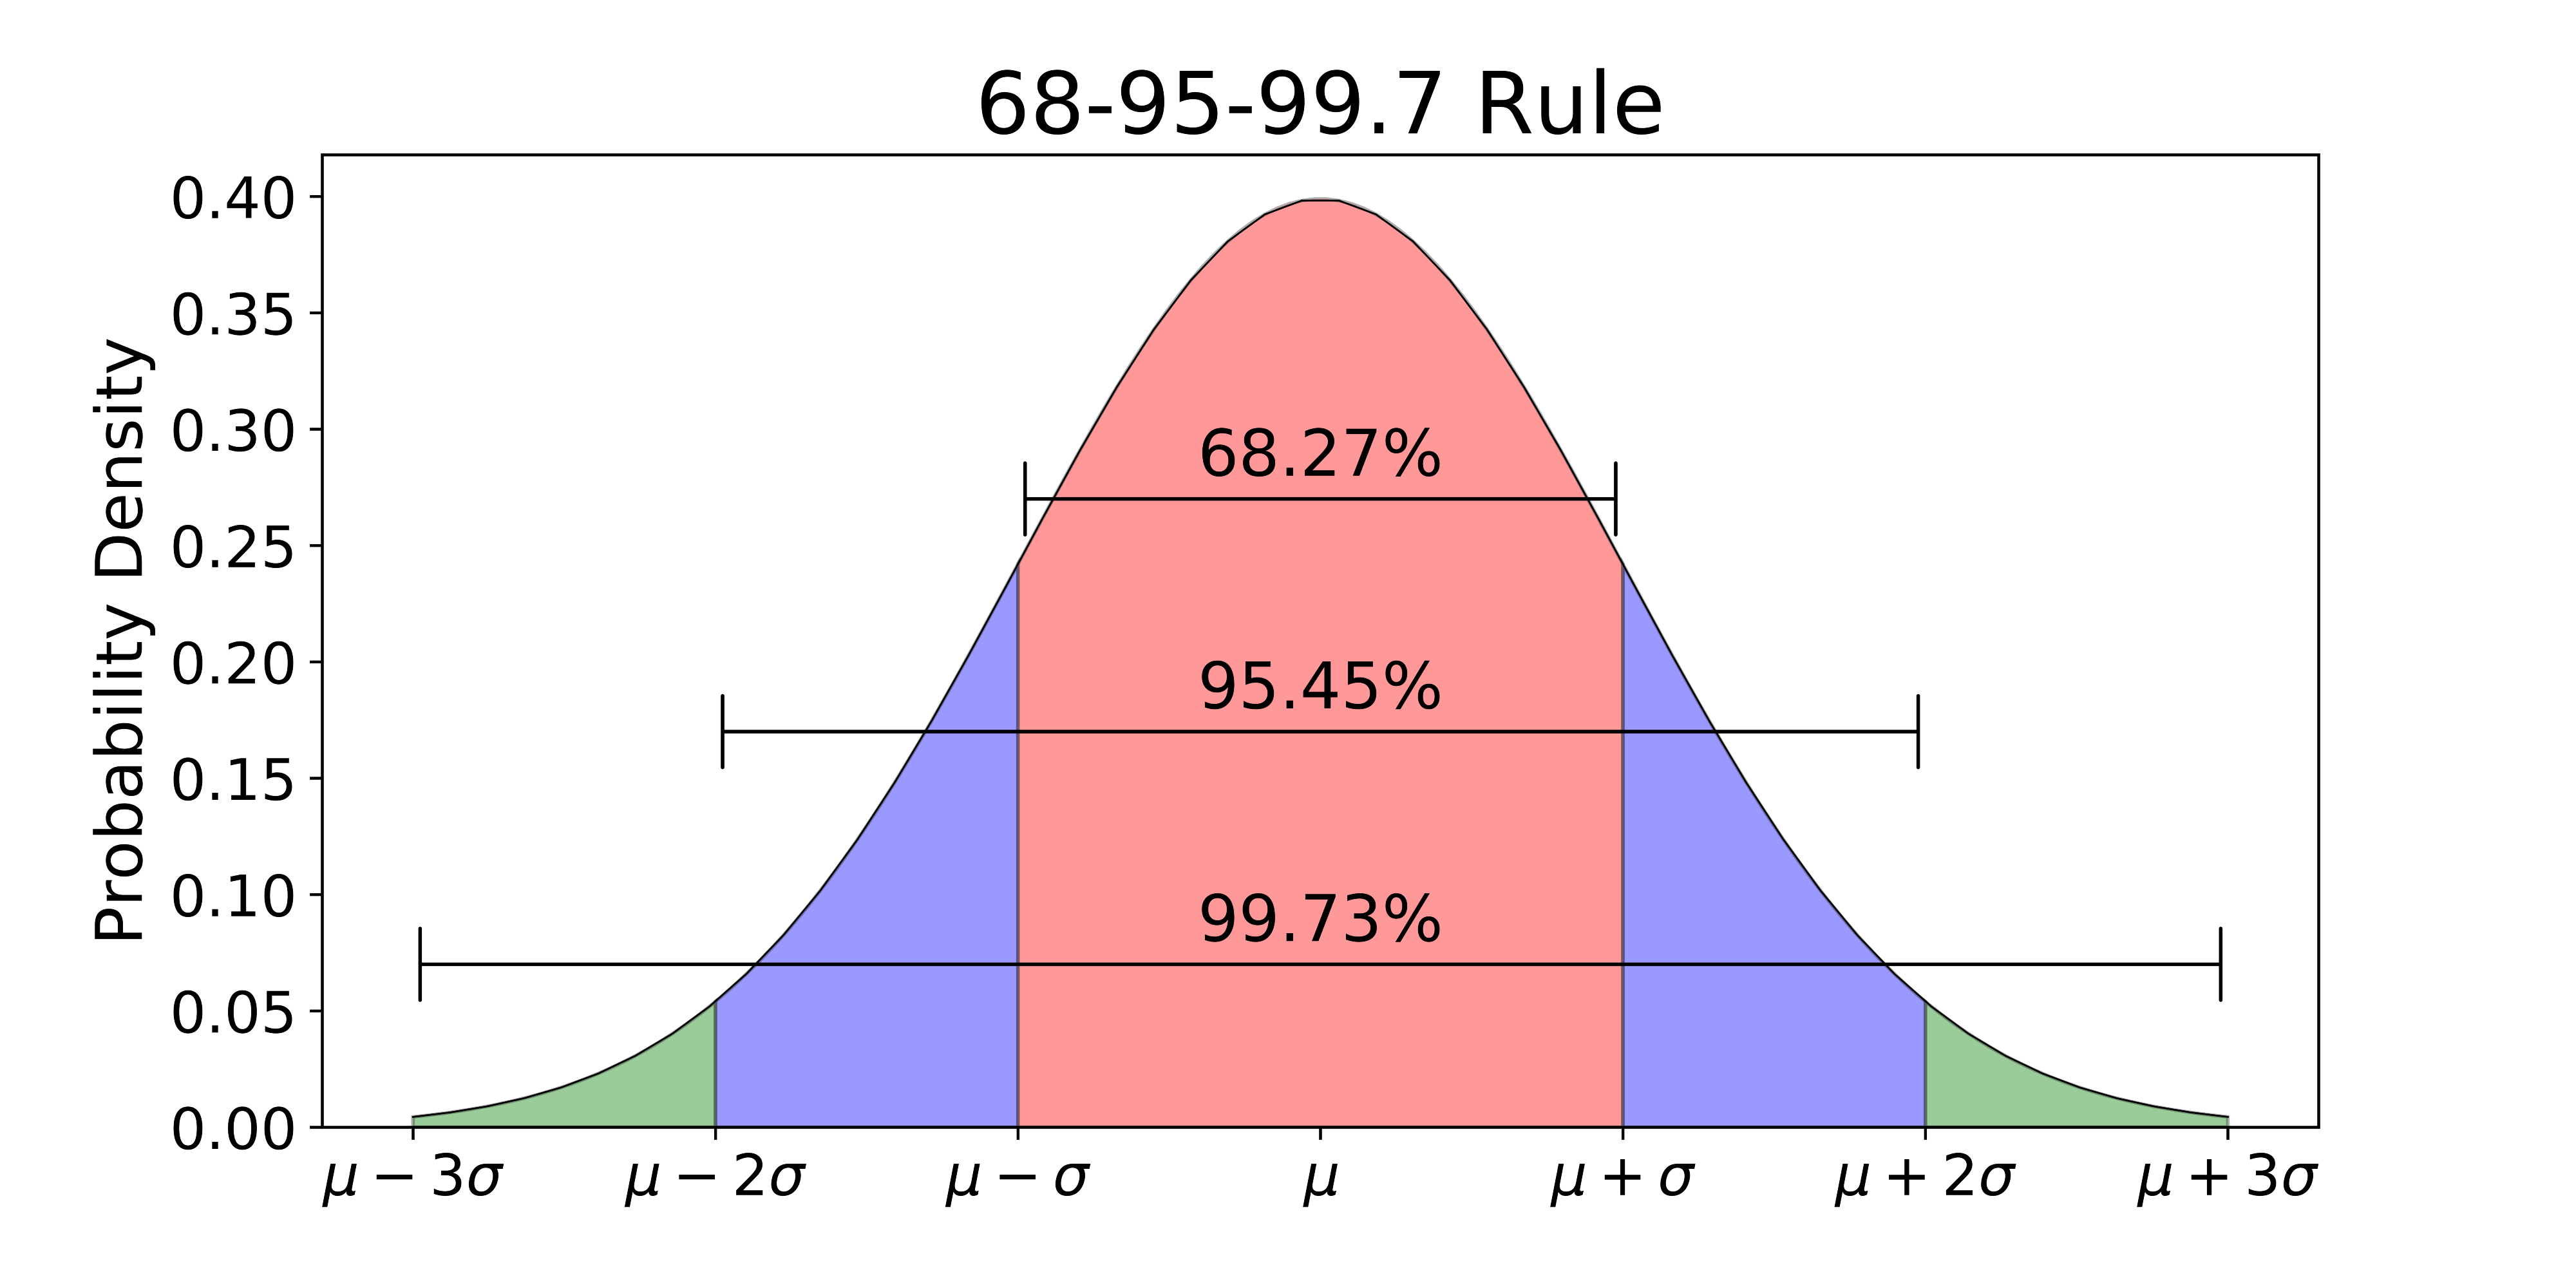 68-95-99.7 Rule
Probability Density
0.40
0.35
0.30
0.25
0.20
0.15
0.10
0.05
0.00
68.27%
95.45%
99.73%
μ − 3σ
μ − 2σ
μ − σ
μ
μ + σ
μ + 2σ
μ + 3σ